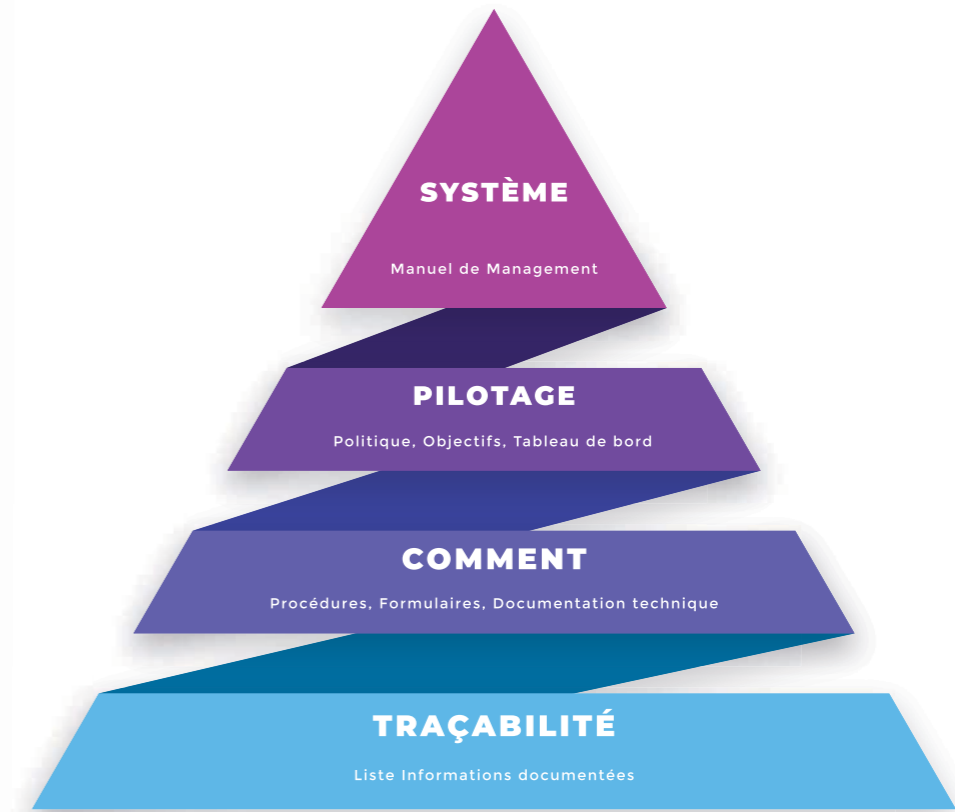 SYSTÈME
Manuel de Management
PILOTAGE
Politique, Objectifs, Tableau de bord
COMMENT
Procédures, Formulaires, Documentation technique
TRAÇABILITÉ
Liste Informations documentées